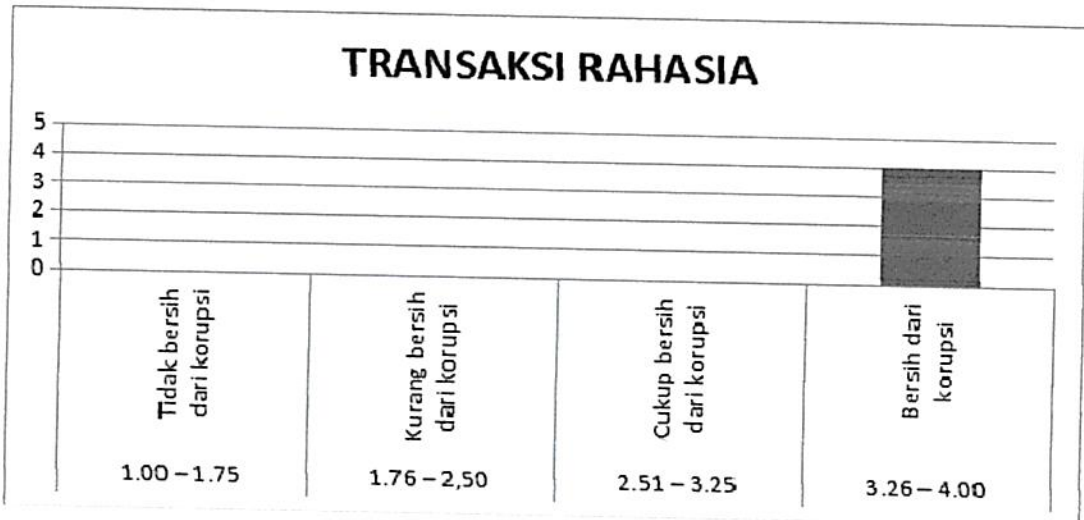 TRANSAKSI RAHASIA
5
4
3
2
1
0
Tidak bersih
dari korupsi
Kurang bersih
dari korupsi
Cukup bersih
dari korupsi
Bersih dari
korupsi
1.00 – 1.75
1.76 – 2,50
2.51 – 3.25
3.26 – 4.00